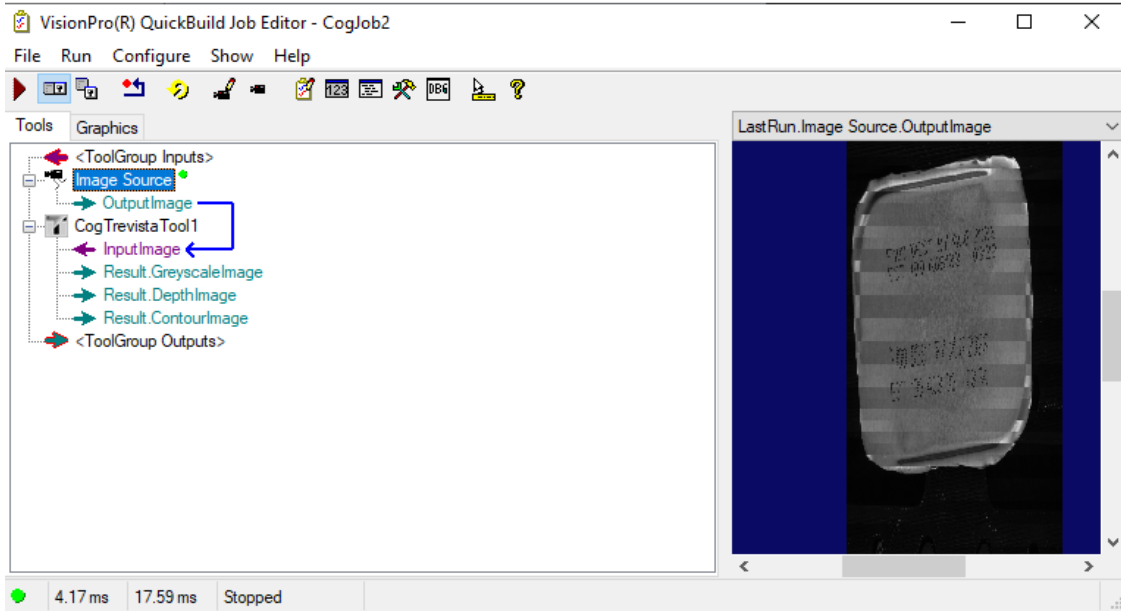 VisionPro(R) QuickBuild Job Editor - CogJob2
File Run Configure Show Help
123 DBG ?
Tools Graphics
LastRun.Image Source.OutputImage
<ToolGroup Inputs>
Image Source
OutputImage
CogTrevistaTool1
InputImage
Result.GreyscaleImage
Result.DepthImage
Result.ContourImage
<ToolGroup Outputs>
4.17 ms 17.59 ms Stopped